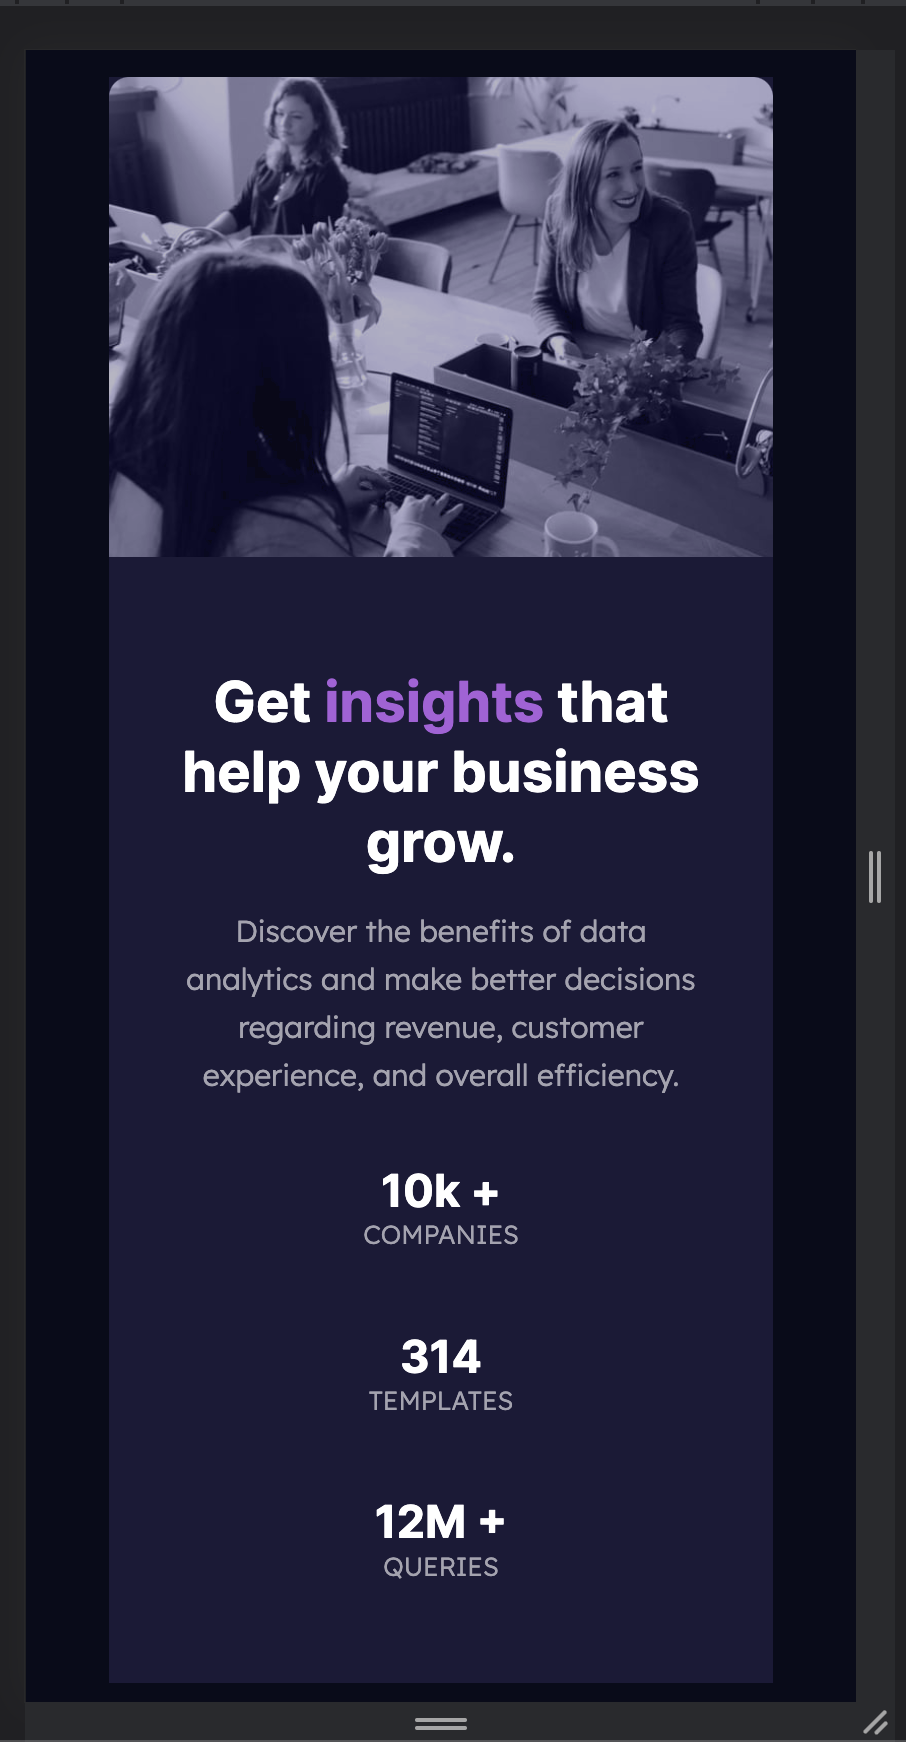 Get insights that
help your business
grow.
Discover the benefits of data
analytics and make better decisions
regarding revenue, customer
experience, and overall efficiency.
10k +
COMPANIES
314
TEMPLATES
12M +
QUERIES